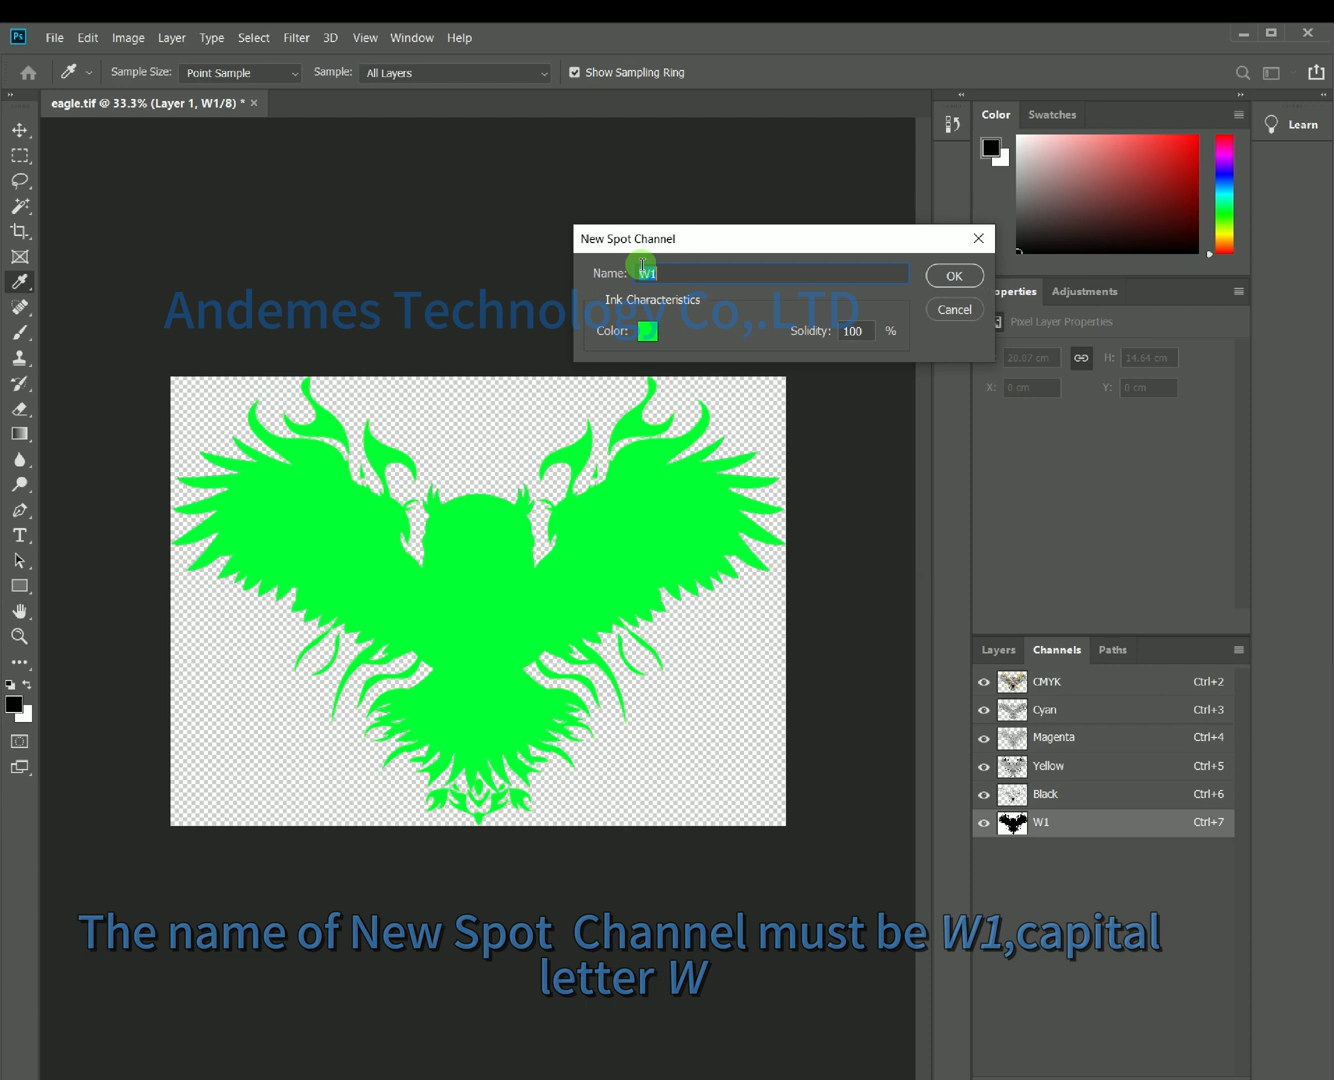 Ps File Edit Image Layer Type Select Filter 3D View Window Help
Sample Size: Point Sample Sample: All Layers Show Sampling Ring
eagle.tif @ 33.3% (Layer 1, W1/8) * ×
Color Swatches
Learn
New Spot Channel
Name: W1
OK
Ink Characteristics
Cancel
Color: Solidity: 100 %
Andemes Technology Co,.LTD
operties Adjustments
Pixel Layer Properties
20.07 cm H: 14.64 cm
X: 0 cm Y: 0 cm
Layers Channels Paths
CMYK Ctrl+2
Cyan Ctrl+3
Magenta Ctrl+4
Yellow Ctrl+5
Black Ctrl+6
W1 Ctrl+7
The name of New Spot Channel must be W1,capital
letter W